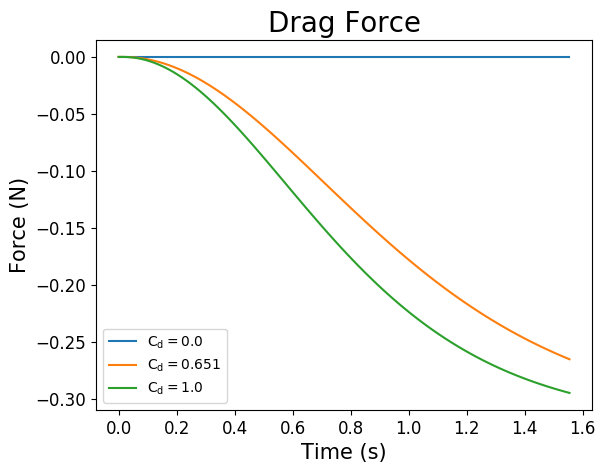 Drag Force
Force (N)
0.00
−0.05
−0.10
−0.15
−0.20
−0.25
−0.30
C_d = 0.0
C_d = 0.651
C_d = 1.0
0.0 0.2 0.4 0.6 0.8 1.0 1.2 1.4 1.6
Time (s)